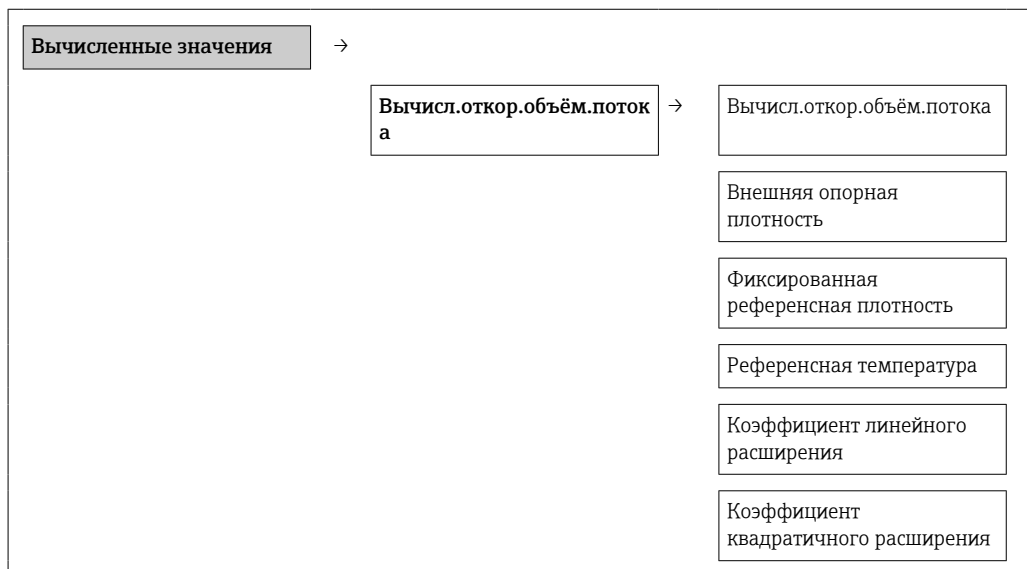 Вычисленные значения →
Вычисл.откор.объём.поток
а
→
Вычисл.откор.объём.потока
Внешняя опорная
плотность
Фиксированная
референсная плотность
Референсная температура
Коэффициент линейного
расширения
Коэффициент
квадратичного расширения